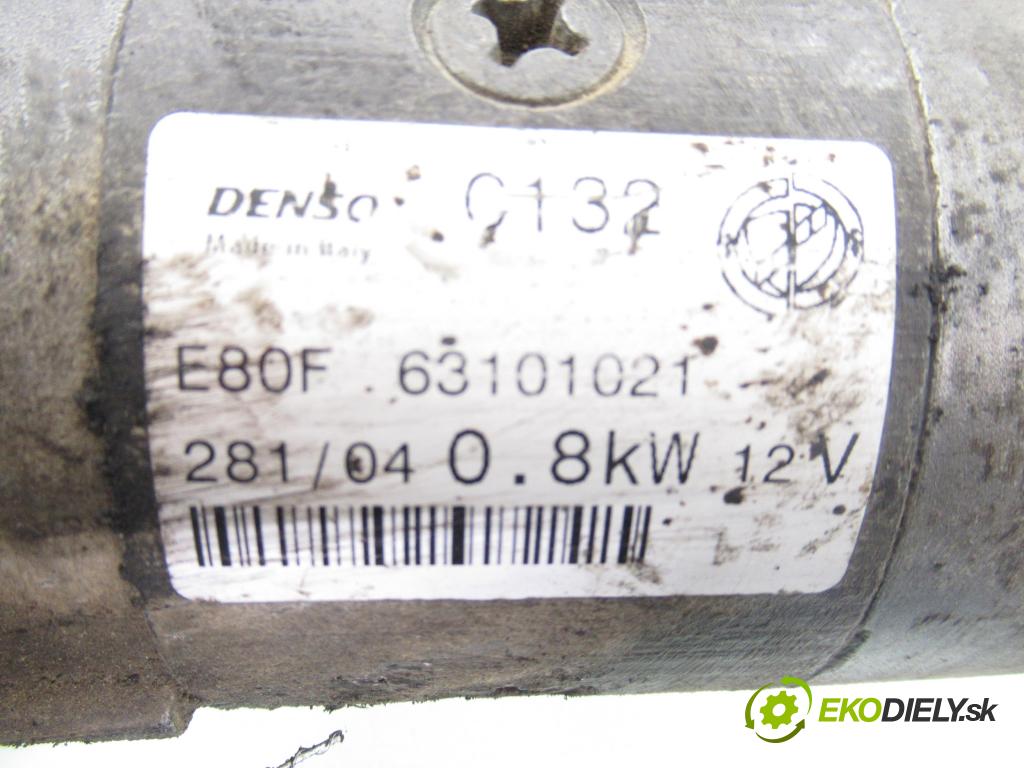 DENSO C132
Made in Italy
E80F 63101021
281/04 0.8kW 12V
EKODIELY.sk